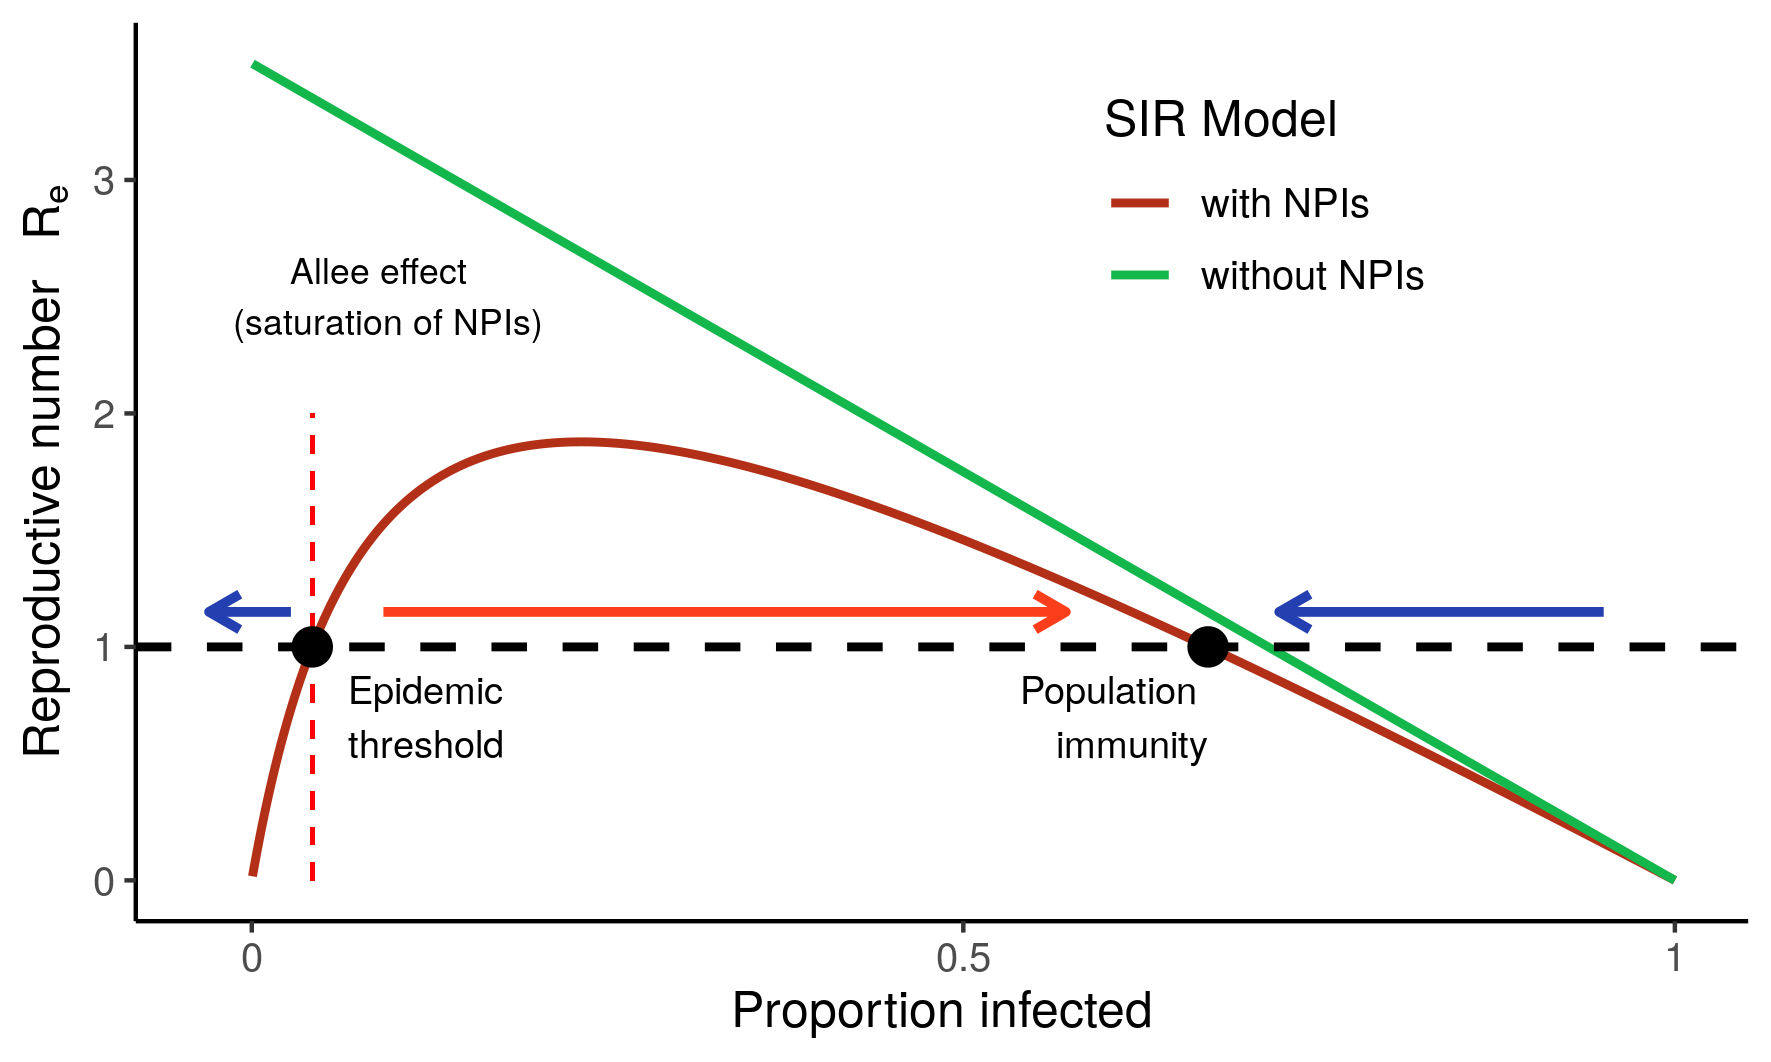 Reproductive number Rₑ
3
2
1
0
SIR Model
with NPIs
without NPIs
Allee effect
(saturation of NPIs)
Epidemic
threshold
Population
immunity
0
0.5
1
Proportion infected